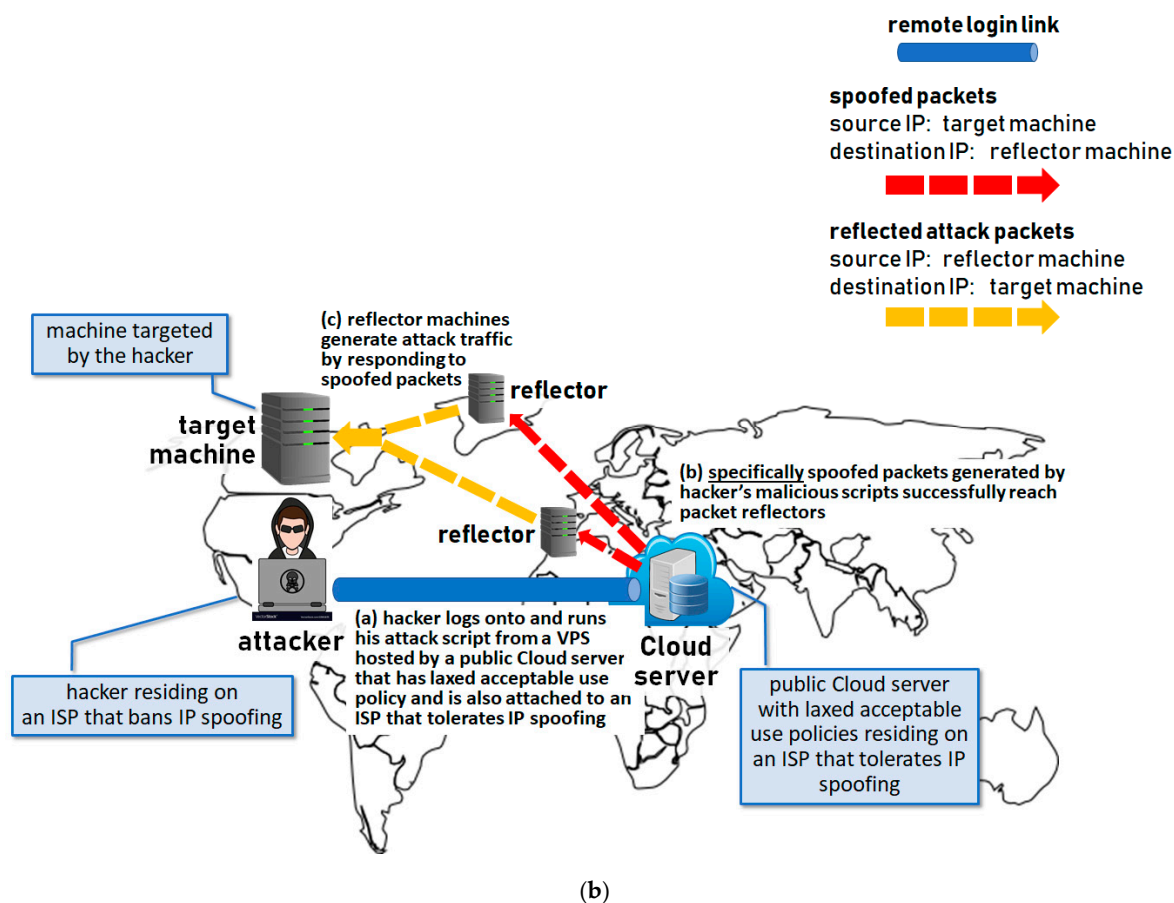 remote login link
spoofed packets
source IP: target machine
destination IP: reflector machine
reflected attack packets
source IP: reflector machine
destination IP: target machine
machine targeted
by the hacker
(c) reflector machines
generate attack traffic
by responding to
spoofed packets
reflector
target
machine
(b) specifically spoofed packets generated by
hacker's malicious scripts successfully reach
packet reflectors
reflector
attacker
(a) hacker logs onto and runs
his attack script from a VPS
hosted by a public Cloud server
that has laxed acceptable use
policy and is also attached to an
ISP that tolerates IP spoofing
Cloud
server
hacker residing on
an ISP that bans IP spoofing
public Cloud server
with laxed acceptable
use policies residing on
an ISP that tolerates IP
spoofing
(b)